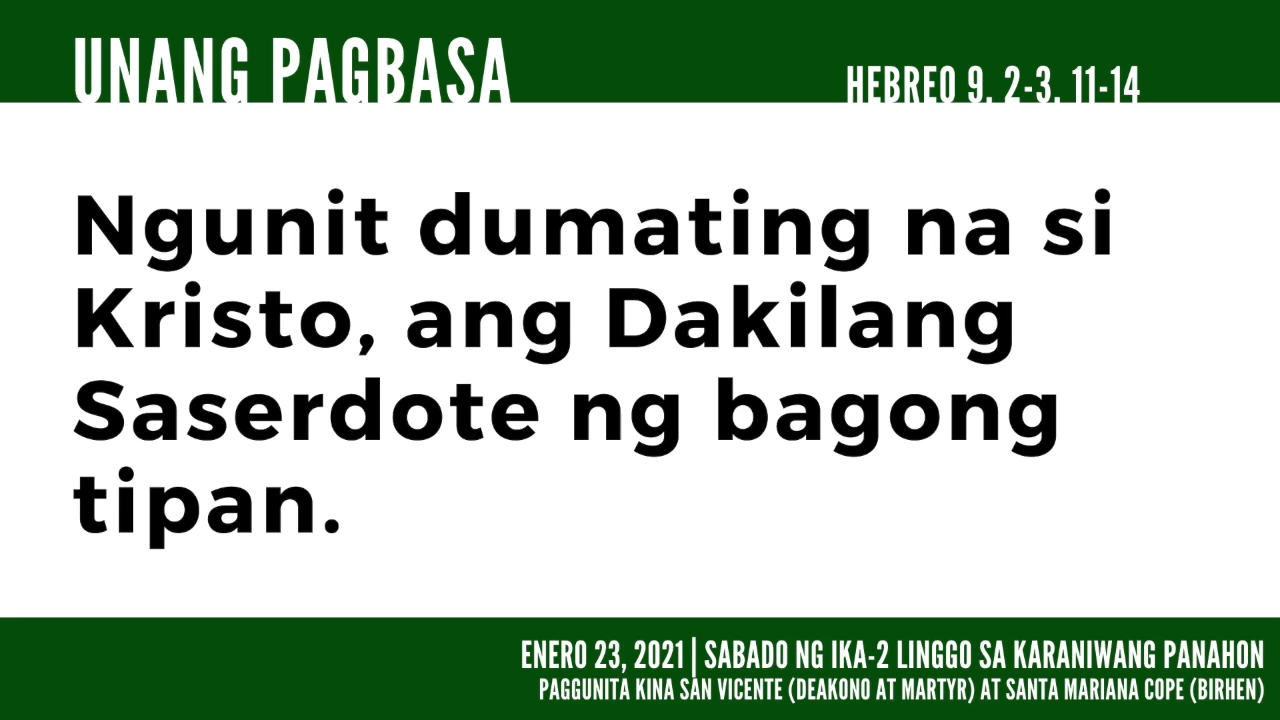 UNANG PAGBASA
HEBREO 9, 2-3, 11-14
Ngunit dumating na si
Kristo, ang Dakilang
Saserdote ng bagong
tipan.
ENERO 23, 2021 | SABADO NG IKA-2 LINGGO SA KARANIWANG PANAHON
PAGGUNITA KINA SAN VICENTE (DEAKONO AT MARTYR) AT SANTA MARIANA COPE (BIRHEN)